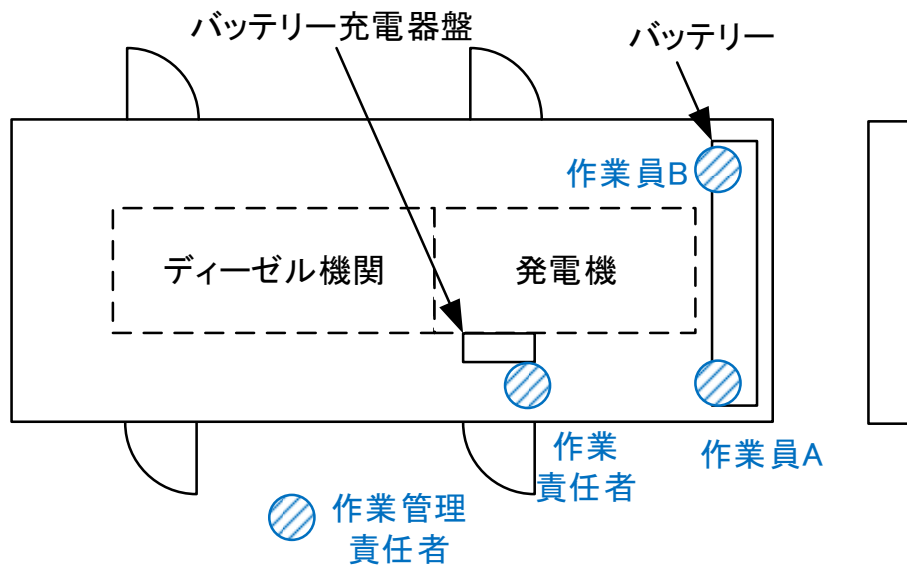 バッテリー充電器盤
バッテリー
作業員B
ディーゼル機関
発電機
作業
責任者
作業員A
作業管理
責任者